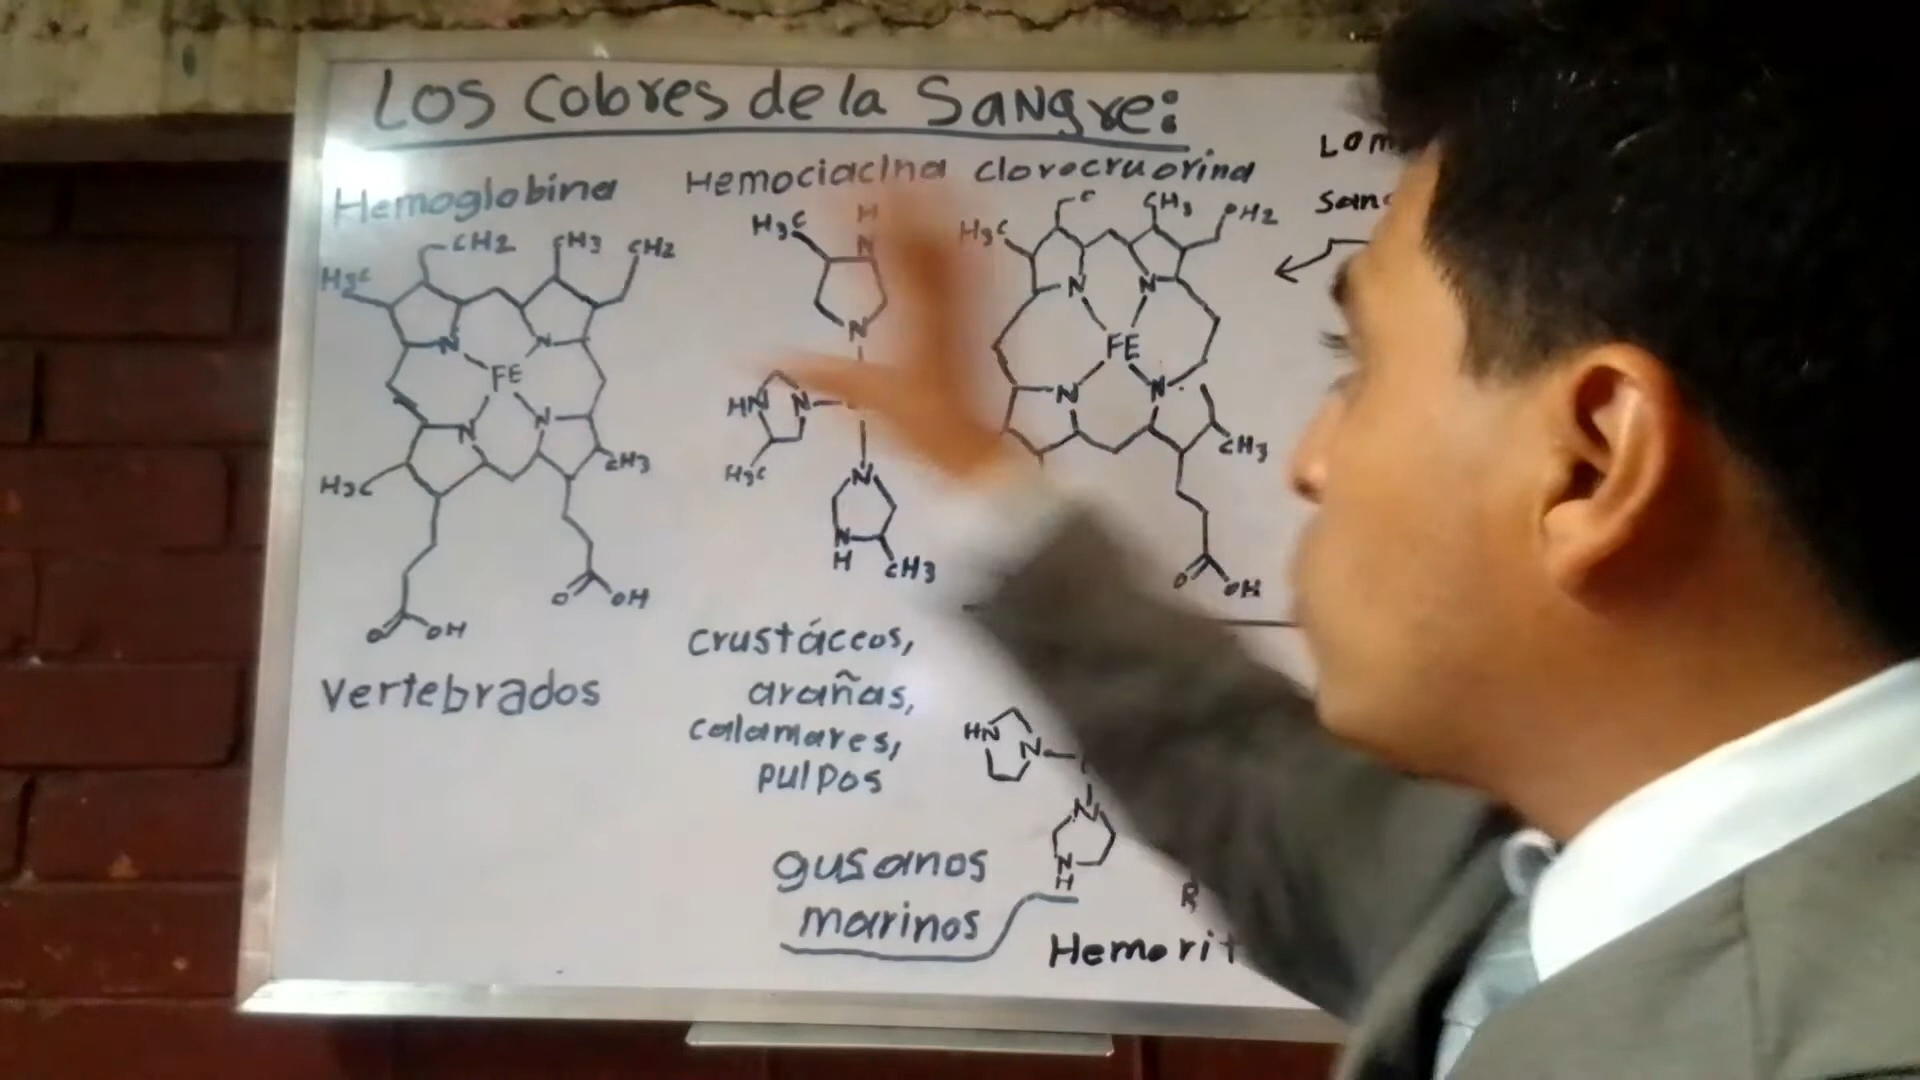 Los Colores de la Sangre:
Hemoglobina
Hemociacina
clorocruorina
H3C
CH2
CH3
CH2
N
N
FE
N
N
H3C
CH3
O
OH
O
OH
vertebrados
H3C
H
N
N
HN
N
H3C
N
N
H
CH3
crustáceos,
arañas,
calamares,
pulpos
H3C
CH3
CH2
N
N
FE
N
N
CH3
O
OH
HN
N
N
N
H
R
gusanos
marinos